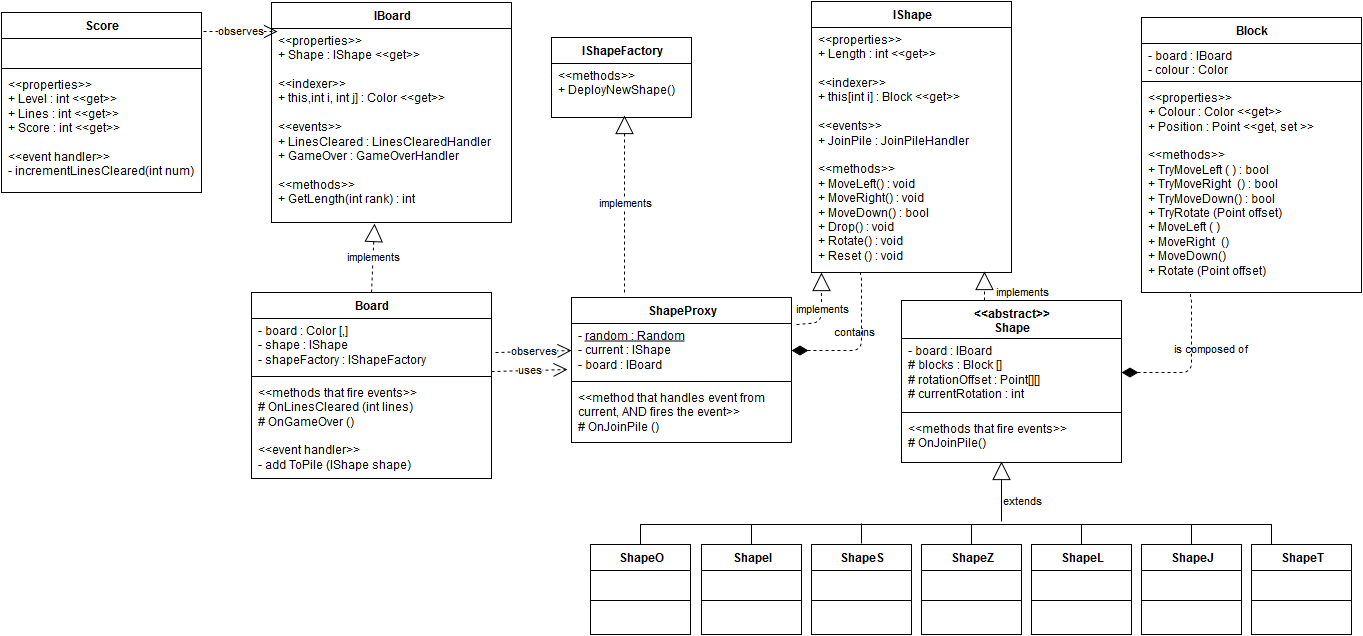 Score
<<properties>>
+ Level : int <<get>>
+ Lines : int <<get>>
+ Score : int <<get>>
<<event handler>>
- incrementLinesCleared(int num)
observes
IBoard
<<properties>>
+ Shape : IShape <<get>>
<<indexer>>
+ this,int i, int j] : Color <<get>>
<<events>>
+ LinesCleared : LinesClearedHandler
+ GameOver : GameOverHandler
<<methods>>
+ GetLength(int rank) : int
implements
Board
- board : Color [,]
- shape : IShape
- shapeFactory : IShapeFactory
<<methods that fire events>>
# OnLinesCleared (int lines)
# OnGameOver ()
<<event handler>>
- add ToPile (IShape shape)
observes
uses
IShapeFactory
<<methods>>
+ DeployNewShape()
implements
ShapeProxy
- random : Random
- current : IShape
- board : IBoard
<<method that handles event from
current, AND fires the event>>
# OnJoinPile ()
IShape
<<properties>>
+ Length : int <<get>>
<<indexer>>
+ this[int i] : Block <<get>>
<<events>>
+ JoinPile : JoinPileHandler
<<methods>>
+ MoveLeft() : void
+ MoveRight() : void
+ MoveDown() : bool
+ Drop() : void
+ Rotate() : void
+ Reset () : void
implements
contains
implements
<<abstract>>
Shape
- board : IBoard
# blocks : Block []
# rotationOffset : Point[][]
# currentRotation : int
<<methods that fire events>>
# OnJoinPile()
Block
- board : IBoard
- colour : Color
<<properties>>
+ Colour : Color <<get>>
+ Position : Point <<get, set >>
<<methods>>
+ TryMoveLeft ( ) : bool
+ TryMoveRight () : bool
+ TryMoveDown() : bool
+ TryRotate (Point offset)
+ MoveLeft ( )
+ MoveRight ()
+ MoveDown()
+ Rotate (Point offset)
is composed of
extends
ShapeO
ShapeI
ShapeS
ShapeZ
ShapeL
ShapeJ
ShapeT